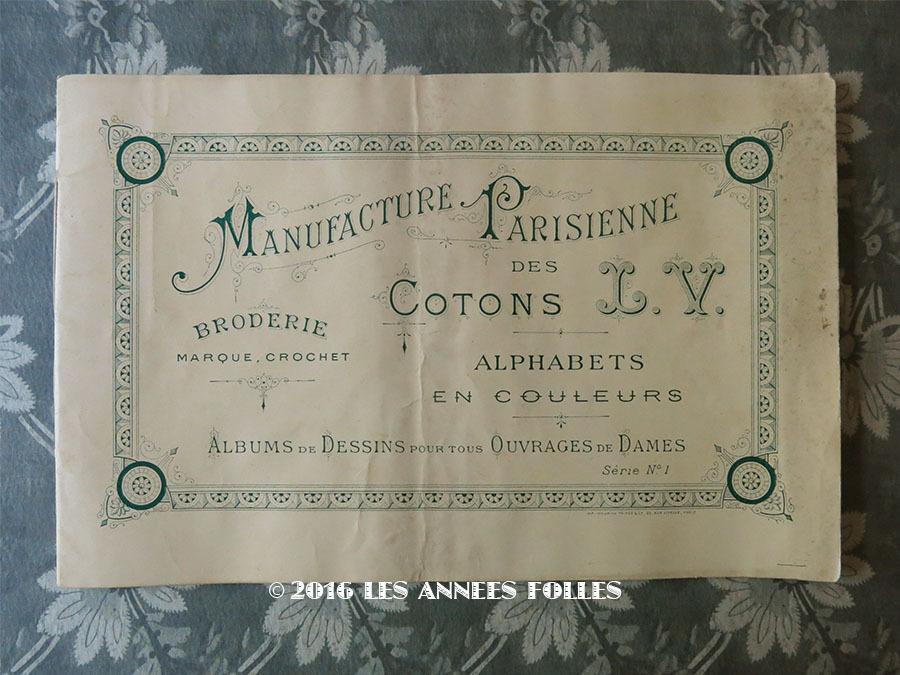 MANUFACTURE PARISIENNE
DES
COTONS L. V.
BRODERIE
MARQUE, CROCHET
ALPHABETS
EN COULEURS
ALBUMS DE DESSINS POUR TOUS OUVRAGES DE DAMES
Série No 1
© 2016 LES ANNEES FOLLES